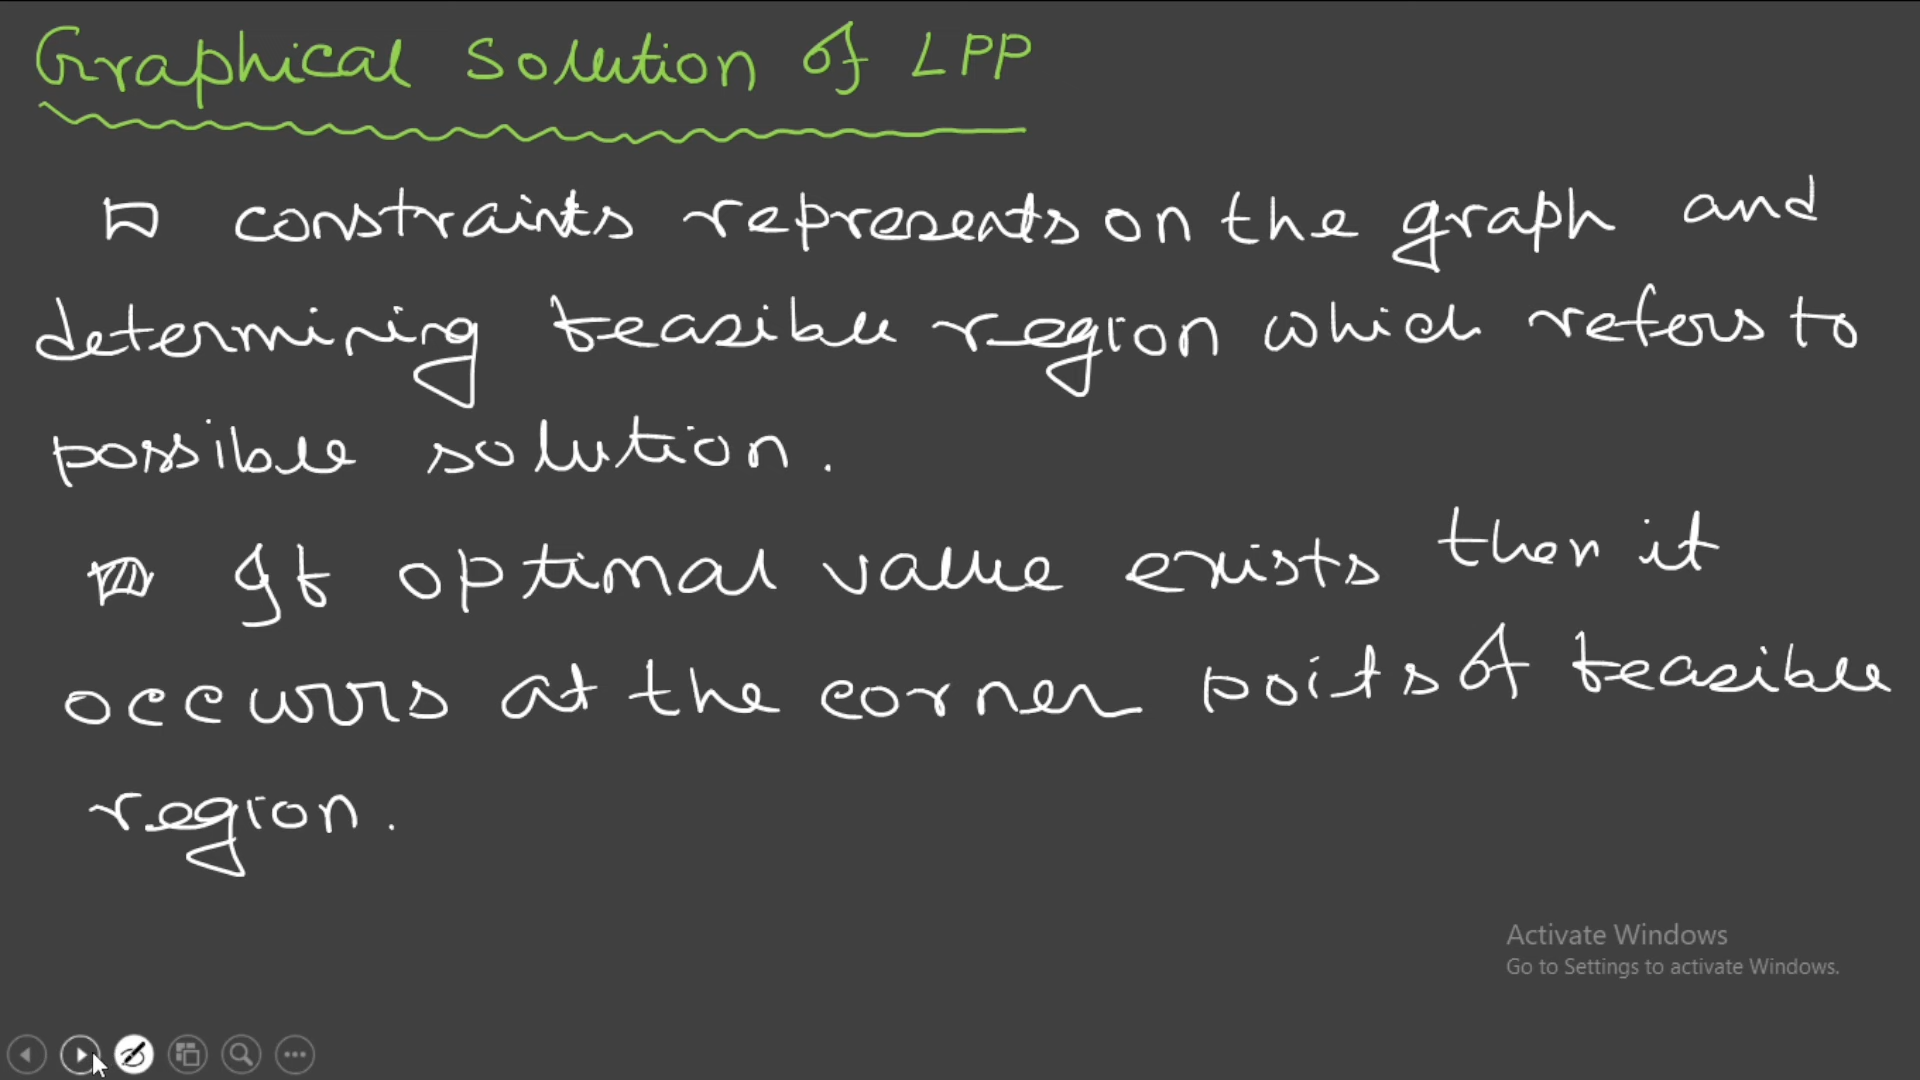 Graphical Solution of LPP
constraints represents on the graph and
determining feasible region which refers to
possible solution.
If optimal value exists then it
occurrs at the corner poits of feasible
region.
Activate Windows
Go to Settings to activate Windows.